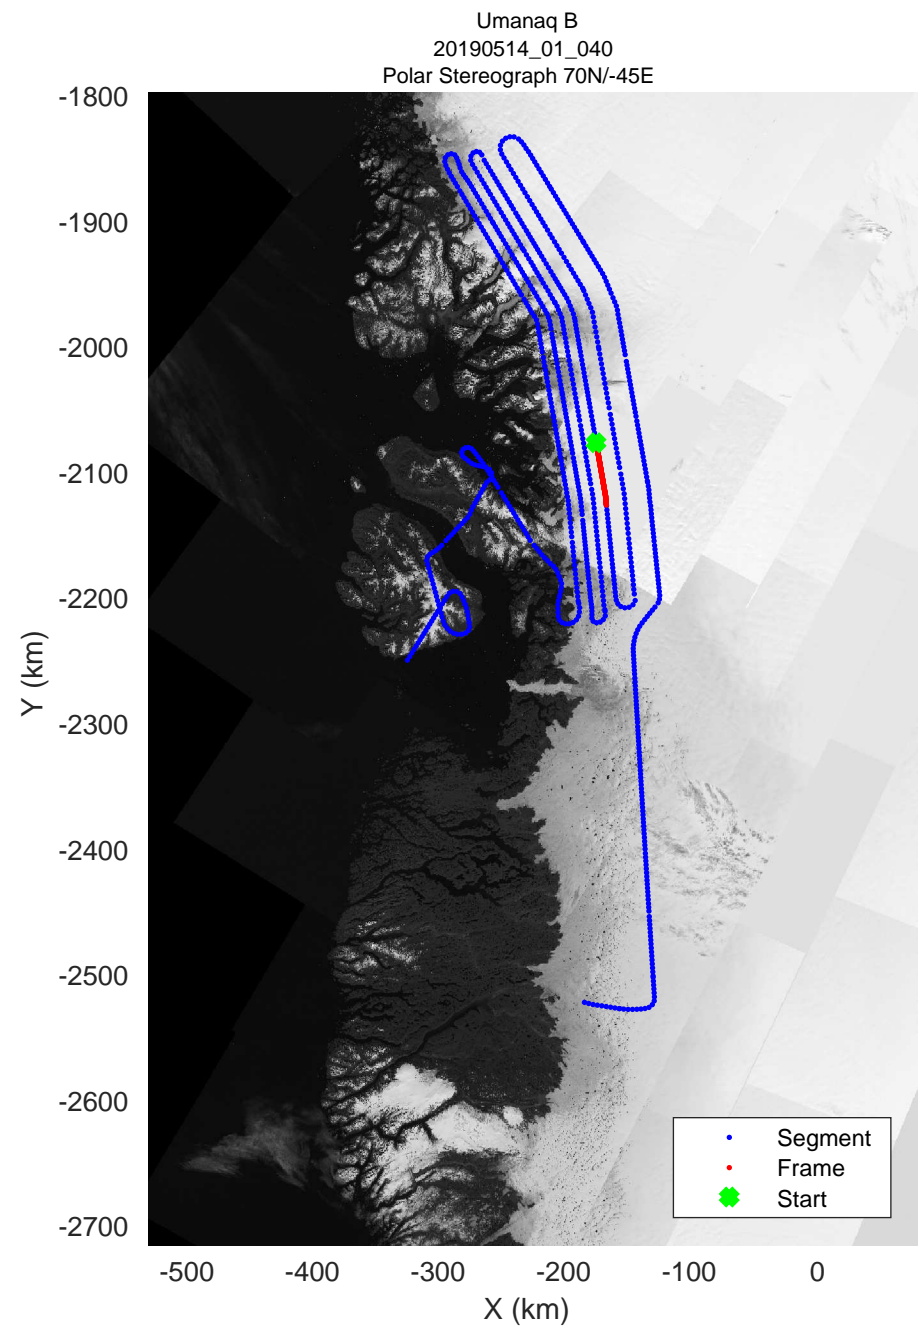 Umanaq B
20190514_01_040
Polar Stereograph 70N/-45E
-1800
-1900
-2000
-2100
-2200
-2300
-2400
-2500
-2600
-2700
Y (km)
-500 -400 -300 -200 -100 0
X (km)
Segment
Frame
Start